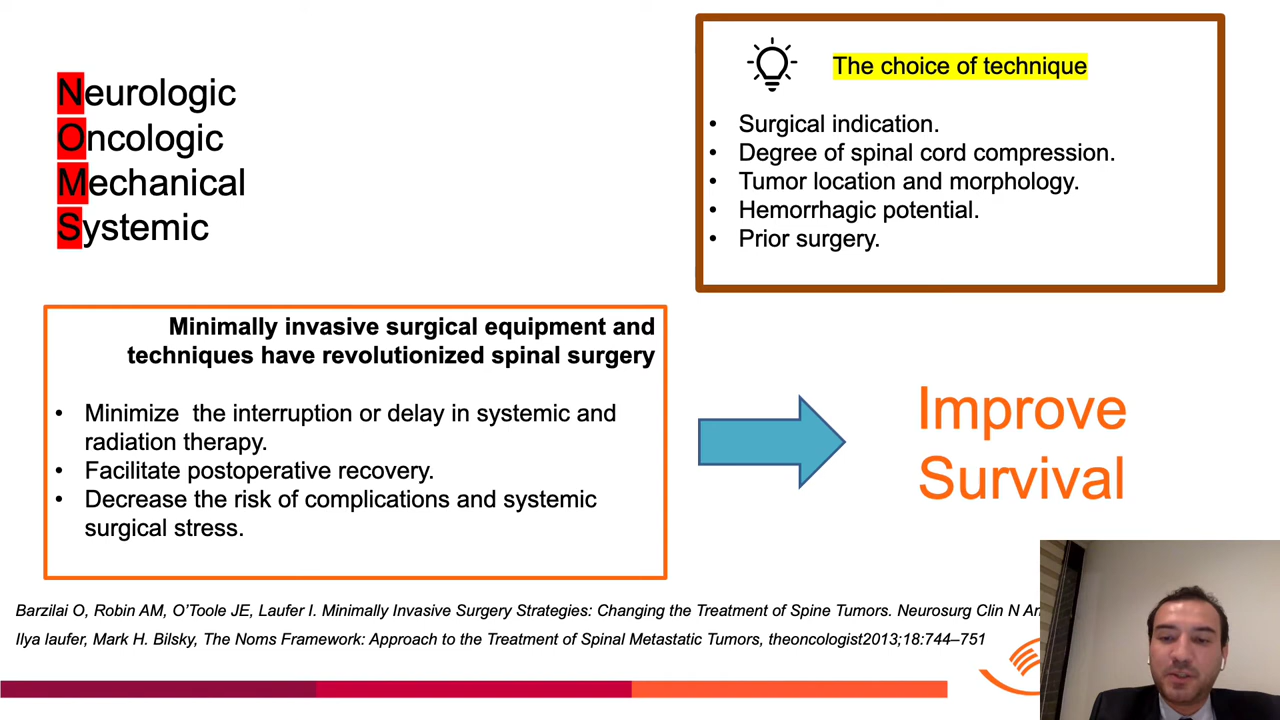 Neurologic
Oncologic
Mechanical
Systemic
The choice of technique
• Surgical indication.
• Degree of spinal cord compression.
• Tumor location and morphology.
• Hemorrhagic potential.
• Prior surgery.
Minimally invasive surgical equipment and
techniques have revolutionized spinal surgery
• Minimize the interruption or delay in systemic and
radiation therapy.
• Facilitate postoperative recovery.
• Decrease the risk of complications and systemic
surgical stress.
Improve
Survival
Barzilai O, Robin AM, O’Toole JE, Laufer I. Minimally Invasive Surgery Strategies: Changing the Treatment of Spine Tumors. Neurosurg Clin N
Ilya laufer, Mark H. Bilsky, The Noms Framework: Approach to the Treatment of Spinal Metastatic Tumors, theoncologist2013;18:744–751